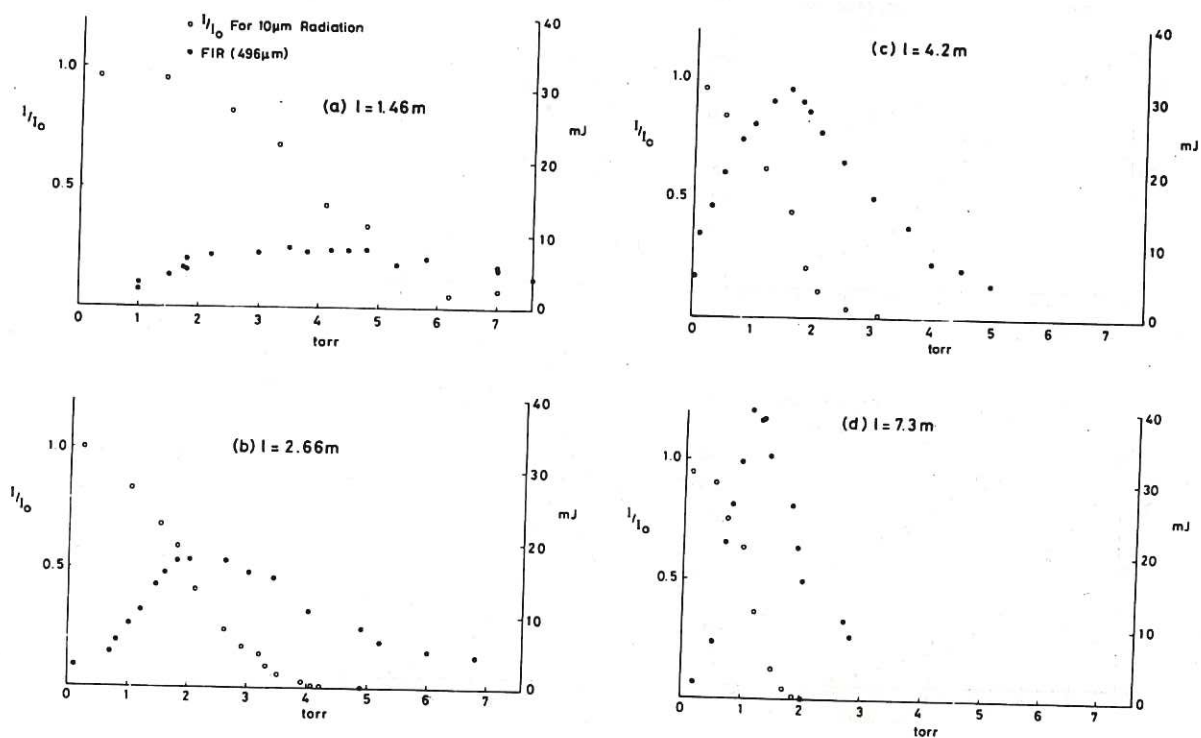 ○ I/I₀ For 10μm Radiation
● FIR (496μm)
(a) l = 1.46m
1.0
0.5
I/I₀
40
30
20
10
0
mJ
0 1 2 3 4 5 6 7
torr
(c) l = 4.2m
1.0
0.5
I/I₀
40
30
20
10
0
mJ
0 1 2 3 4 5 6 7
torr
(b) l = 2.66m
1.0
0.5
I/I₀
40
30
20
10
0
mJ
0 1 2 3 4 5 6 7
torr
(d) l = 7.3m
1.0
0.5
I/I₀
40
30
20
10
0
mJ
0 1 2 3 4 5 6 7
torr